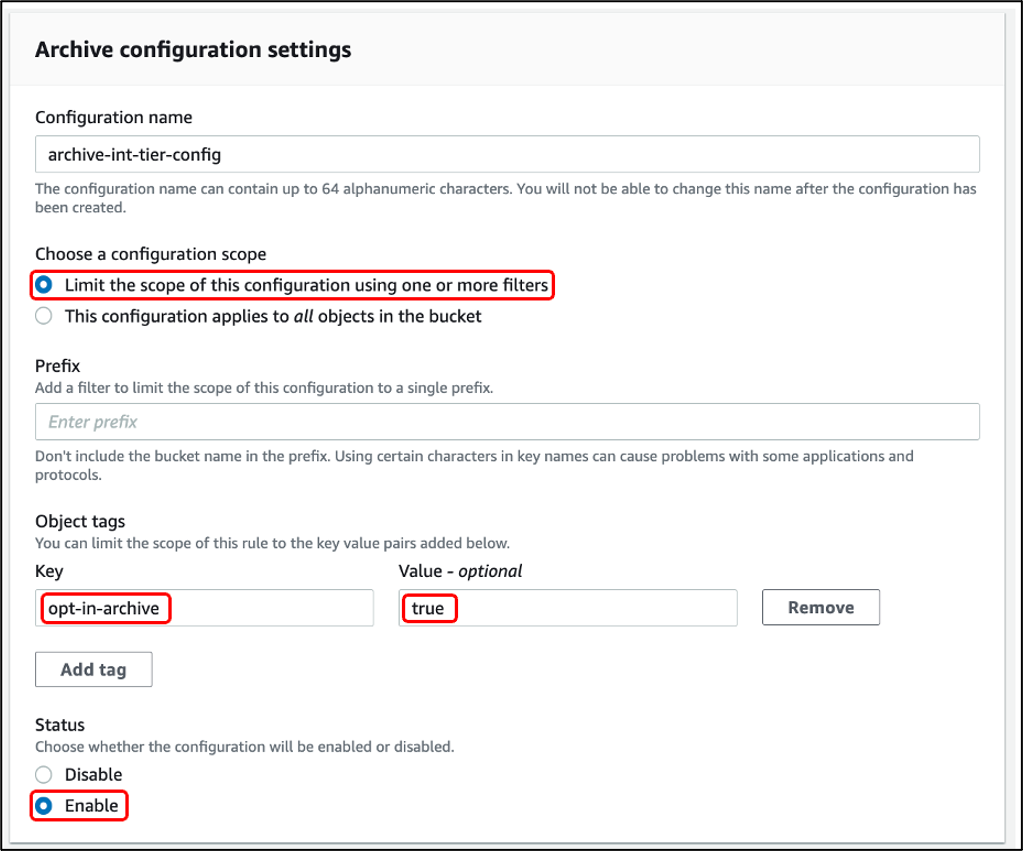 Archive configuration settings
Configuration name
archive-int-tier-config
The configuration name can contain up to 64 alphanumeric characters. You will not be able to change this name after the configuration has
been created.
Choose a configuration scope
Limit the scope of this configuration using one or more filters
This configuration applies to all objects in the bucket
Prefix
Add a filter to limit the scope of this configuration to a single prefix.
Enter prefix
Don't include the bucket name in the prefix. Using certain characters in key names can cause problems with some applications and
protocols.
Object tags
You can limit the scope of this rule to the key value pairs added below.
Key Value - optional
opt-in-archive true Remove
Add tag
Status
Choose whether the configuration will be enabled or disabled.
Disable
Enable